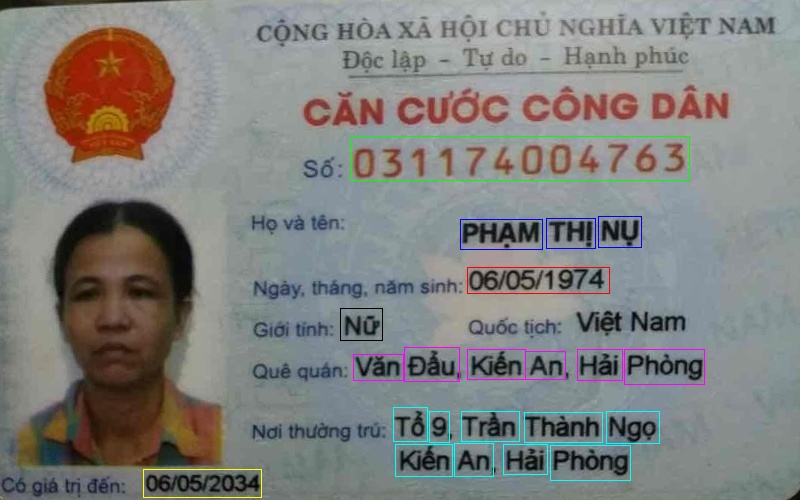 CỘNG HÒA XÃ HỘI CHỦ NGHĨA VIỆT NAM
Độc lập - Tự do - Hạnh phúc
CĂN CƯỚC CÔNG DÂN
Số: 031174004763
Họ và tên: PHẠM THỊ NỤ
Ngày, tháng, năm sinh: 06/05/1974
Giới tính: Nữ Quốc tịch: Việt Nam
Quê quán: Văn Đẩu, Kiến An, Hải Phòng
Nơi thường trú: Tổ 9, Trần Thành Ngọ
Kiến An, Hải Phòng
Có giá trị đến: 06/05/2034